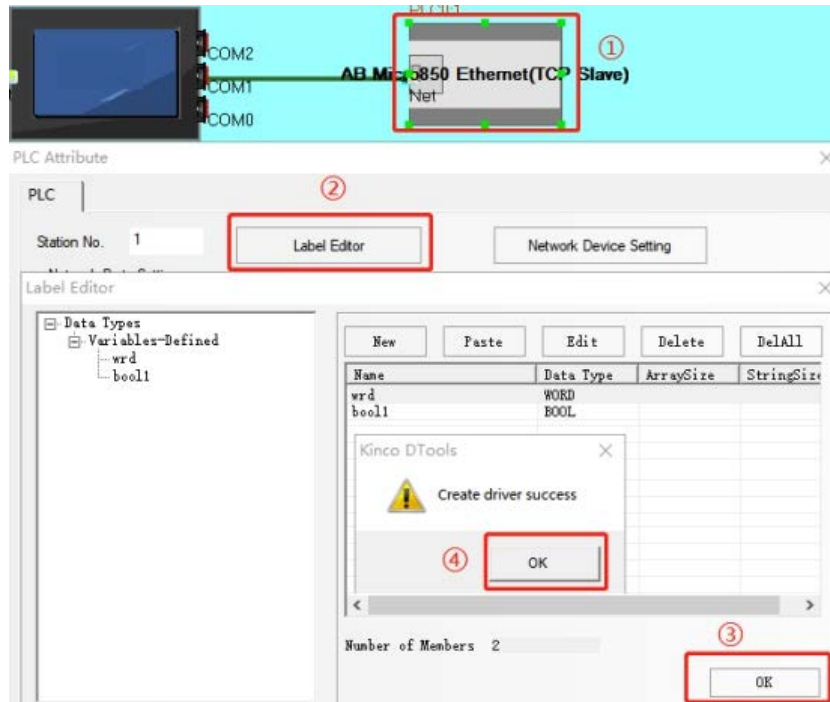 PLC1:1
COM2
①
AB Micro850 Ethernet(TCP Slave)
COM1
Net
COM0
PLC Attribute
②
PLC
Station No. 1
Label Editor
Network Device Setting
Label Editor
Data Types
Variables-Defined
wrd
bool1
New Paste Edit Delete DelAll
Name Data Type ArraySize StringSize
wrd WORD
bool1 BOOL
Kinco DTools
Create driver success
④ OK
Number of Members 2
③
OK